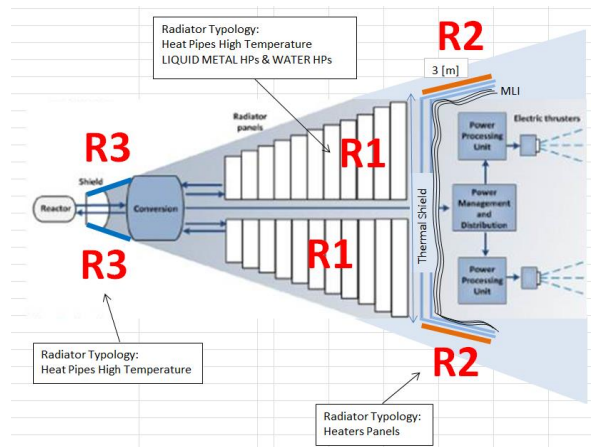 Radiator Typology:
Heat Pipes High Temperature
LIQUID METAL HPs & WATER HPs
R2
3 [m]
MLI
Radiator
panels
R3
R1
Shield
Reactor
Conversion
Thermal Shield
Power
Processing
Unit
Electric thrusters
Power
Management
and
Distribution
R3
R1
Power
Processing
Unit
R2
Radiator Typology:
Heat Pipes High Temperature
Radiator Typology:
Heaters Panels